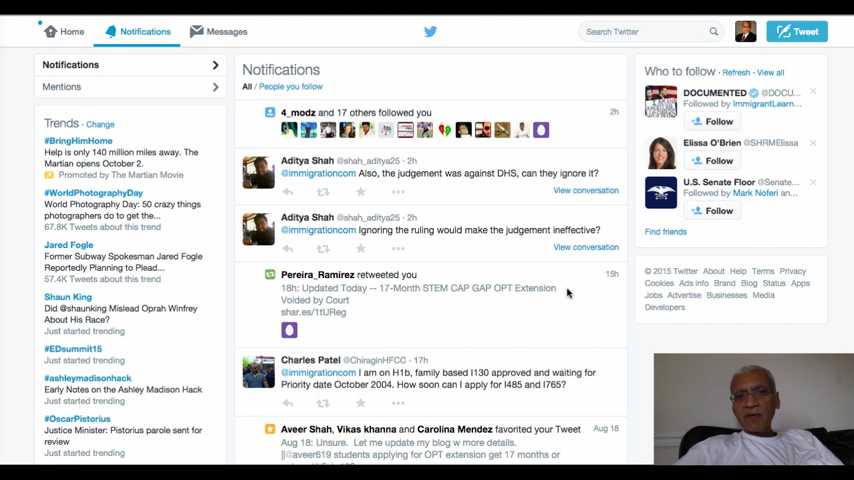 Home
Notifications
Messages
Search Twitter
Tweet
Notifications
Mentions
Trends · Change
#BringHimHome
Help is only 140 million miles away. The
Martian opens October 2.
Promoted by The Martian Movie
#WorldPhotographyDay
World Photography Day: 50 crazy things
photographers do to get the...
67.8K Tweets about this trend
Jared Fogle
Former Subway Spokesman Jared Fogle
Reportedly Planning to Plead...
57.4K Tweets about this trend
Shaun King
Did @shaunking Mislead Oprah Winfrey
About His Race?
Just started trending
#EDsummit15
Just started trending
#ashleymadisonhack
Early Notes on the Ashley Madison Hack
Just started trending
#OscarPistorius
Justice Minister: Pistorius parole sent for
review
Just started trending
Notifications
All / People you follow
4_modz and 17 others followed you 2h
Aditya Shah @shah_aditya25 · 2h
@immigrationcom Also, the judgement was against DHS, can they ignore it?
View conversation
Aditya Shah @shah_aditya25 · 2h
@immigrationcom Ignoring the ruling would make the judgement ineffective?
View conversation
Pereira_Ramirez retweeted you 15h
18h: Updated Today -- 17-Month STEM CAP GAP OPT Extension
Voided by Court
shar.es/1tUReg
Charles Patel @ChiraginHFCC · 17h
@immigrationcom I am on H1b, family based I130 approved and waiting for
Priority date October 2004. How soon can I apply for I485 and I765?
Aveer Shah, Vikas khanna and Carolina Mendez favorited your Tweet Aug 18
Aug 18: Unsure. Let me update my blog w more details.
||@aveer619 students applying for OPT extension get 17 months or
Who to follow · Refresh · View all
DOCUMENTED @DOCU...
Followed by ImmigrantLearn...
Follow
Elissa O'Brien @SHRMElissa
Follow
U.S. Senate Floor @Senate...
Followed by Mark Noferi and...
Follow
Find friends
© 2015 Twitter About Help Terms Privacy
Cookies Ads info Brand Blog Status Apps
Jobs Advertise Businesses Media
Developers